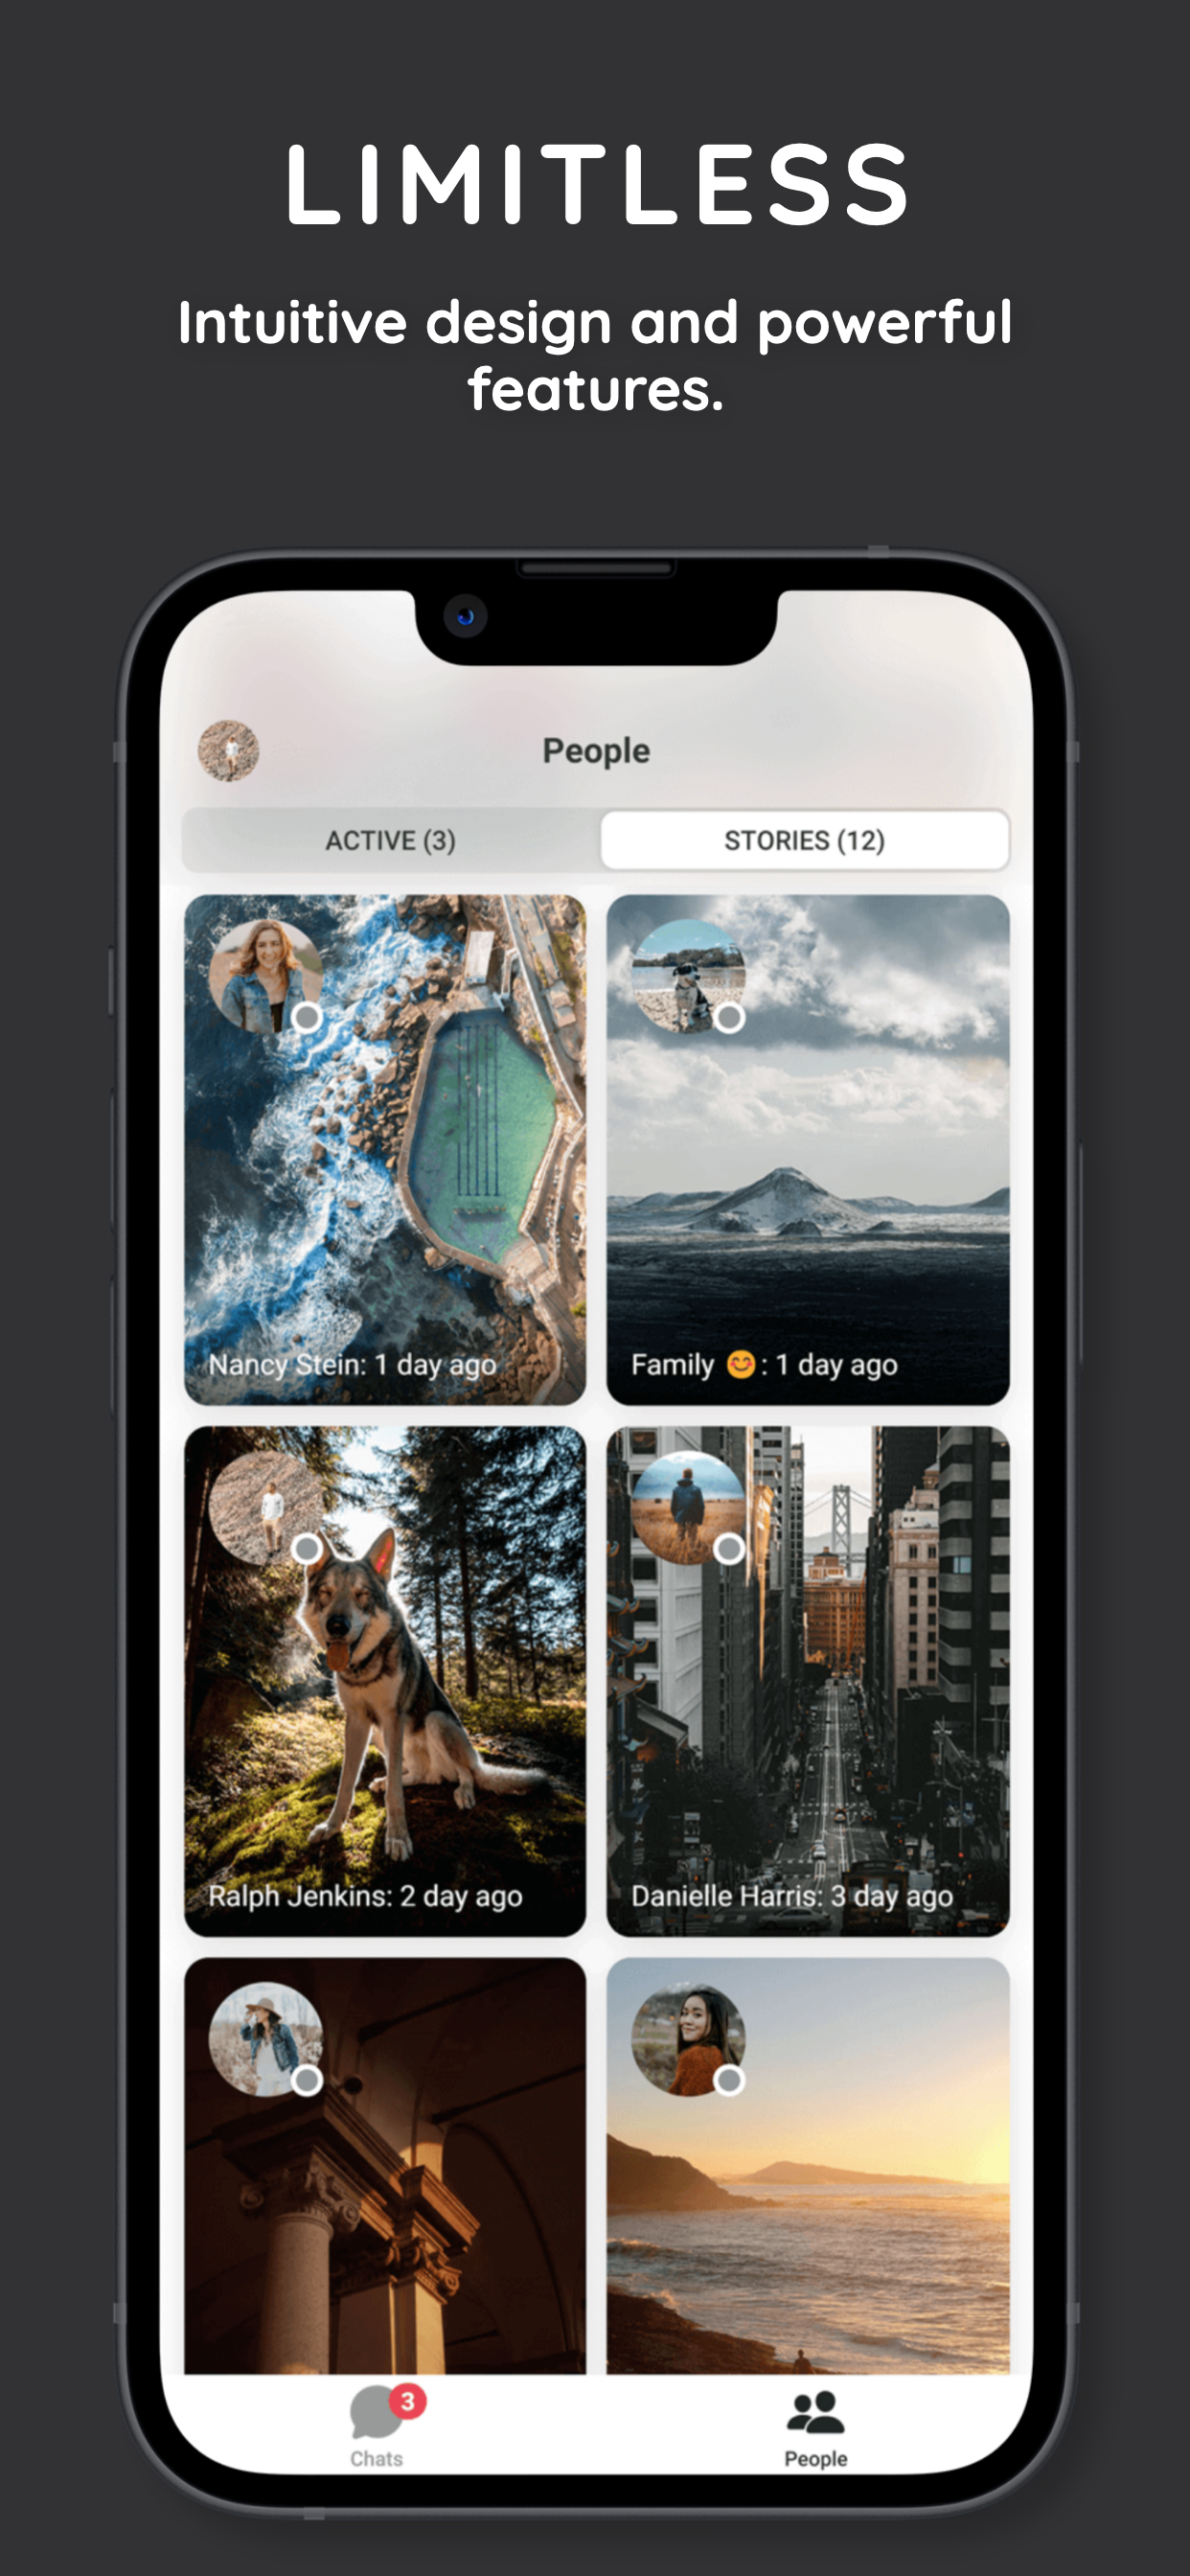 LIMITLESS
Intuitive design and powerful
features.
People
ACTIVE (3)
STORIES (12)
Nancy Stein: 1 day ago
Family 😊: 1 day ago
Ralph Jenkins: 2 day ago
Danielle Harris: 3 day ago
3
Chats
People